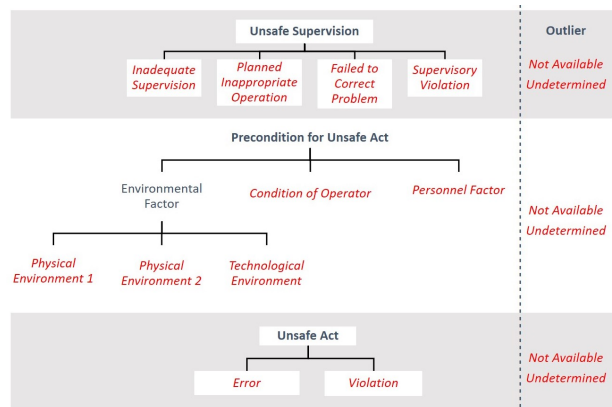 Unsafe Supervision
Outlier
Inadequate
Supervision
Planned
Inappropriate
Operation
Failed to
Correct
Problem
Supervisory
Violation
Not Available
Undetermined
Precondition for Unsafe Act
Environmental
Factor
Condition of Operator
Personnel Factor
Not Available
Undetermined
Physical
Environment 1
Physical
Environment 2
Technological
Environment
Unsafe Act
Error
Violation
Not Available
Undetermined